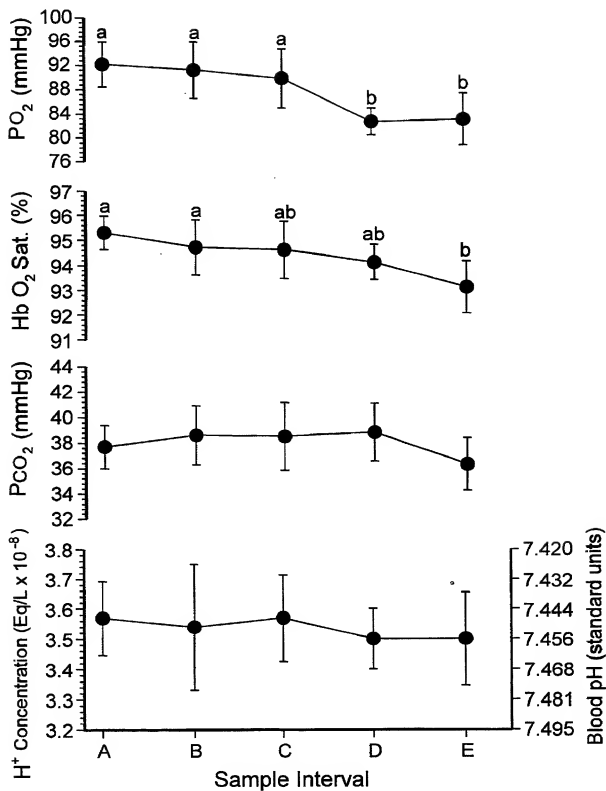 PO2 (mmHg)
100
96
92
88
84
80
76
a
a
a
b
b
Hb O2 Sat. (%)
97
96
95
94
93
92
91
a
a
ab
ab
b
PCO2 (mmHg)
44
42
40
38
36
34
32
H+ Concentration (Eq/L x 10-8)
3.8
3.7
3.6
3.5
3.4
3.3
3.2
7.420
7.432
7.444
7.456
7.468
7.481
7.495
Blood pH (standard units)
A B C D E
Sample Interval